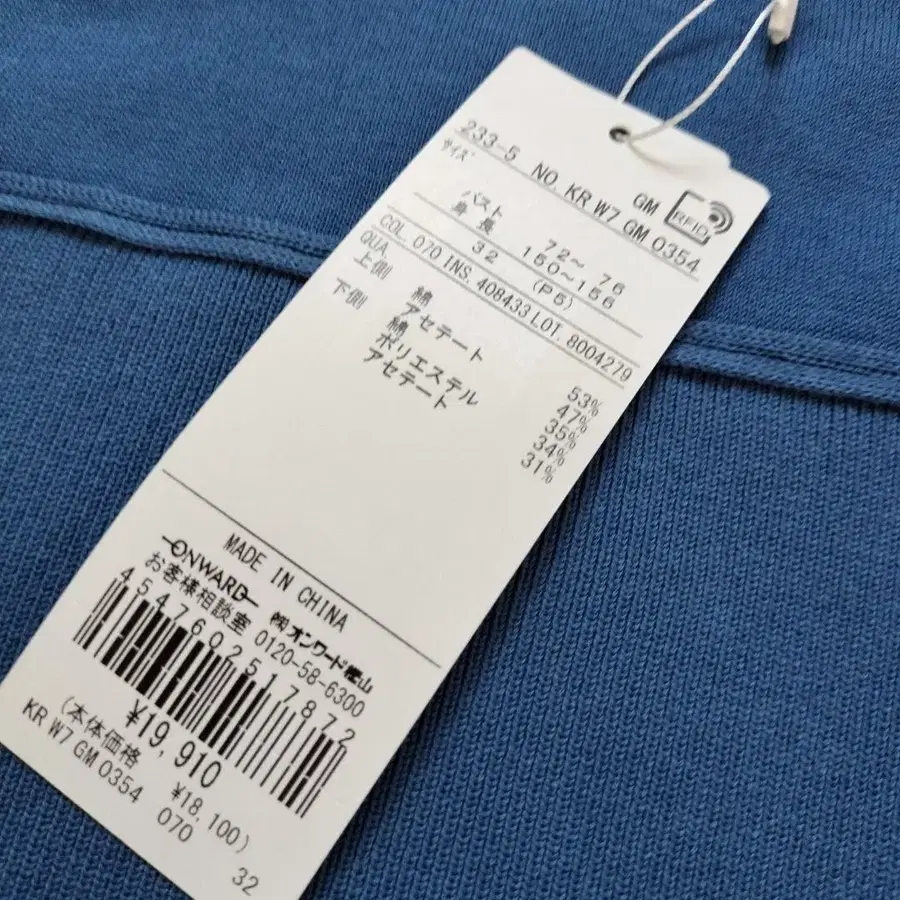 233-5 NO. KR W7 GM 0354
GM RFID
サイズ
バスト 72~ 76
身長 150~156
32 (P5)
COL. 070 INS. 408433 LOT. 8004279
QUA.
上側 綿 53%
アセテート 47%
下側 綿 35%
ポリエステル 34%
アセテート 31%
MADE IN CHINA
ONWARD ㈱オンワード樫山
お客様相談室 0120-58-6300
4547602517872
¥19,910
(本体価格 ¥18,100)
KR W7 GM 0354 070 32